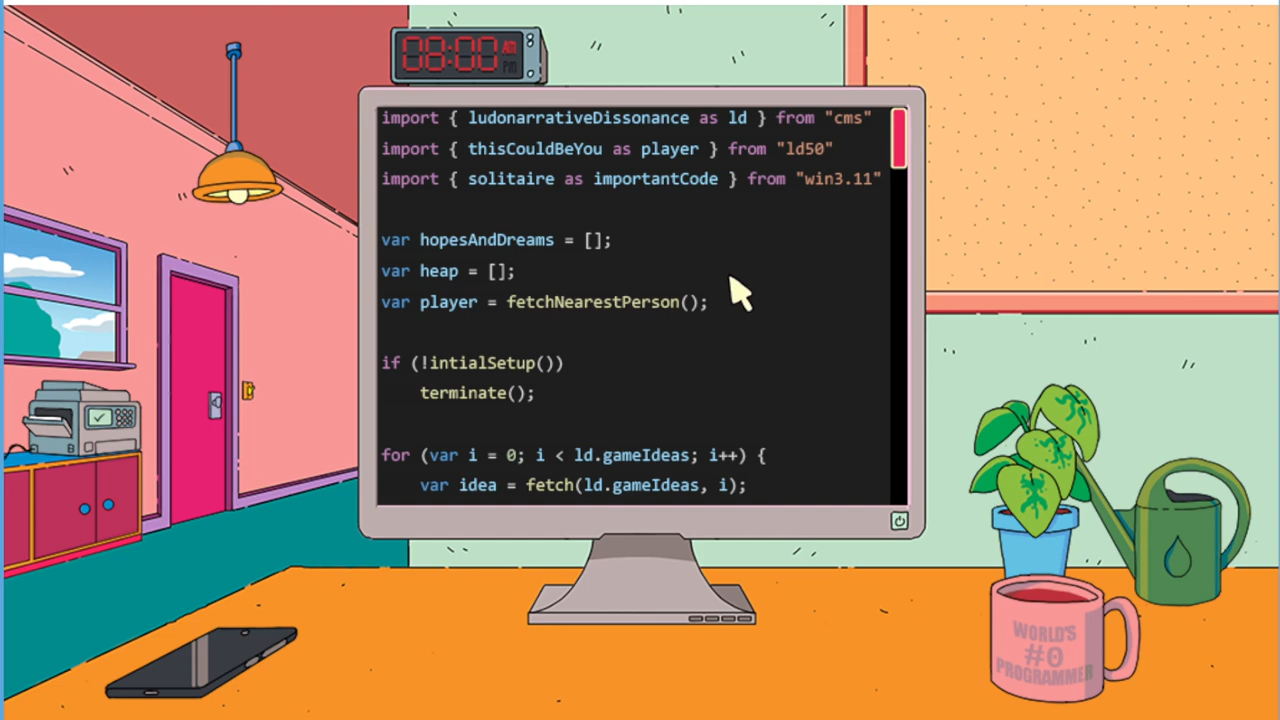 08:00 AM
PM
import { ludonarrativeDissonance as ld } from "cms"
import { thisCouldBeYou as player } from "ld50"
import { solitaire as importantCode } from "win3.11"
var hopesAndDreams = [];
var heap = [];
var player = fetchNearestPerson();
if (!intialSetup())
terminate();
for (var i = 0; i < ld.gameIdeas; i++) {
var idea = fetch(ld.gameIdeas, i);
WORLD'S
#0
PROGRAMMER